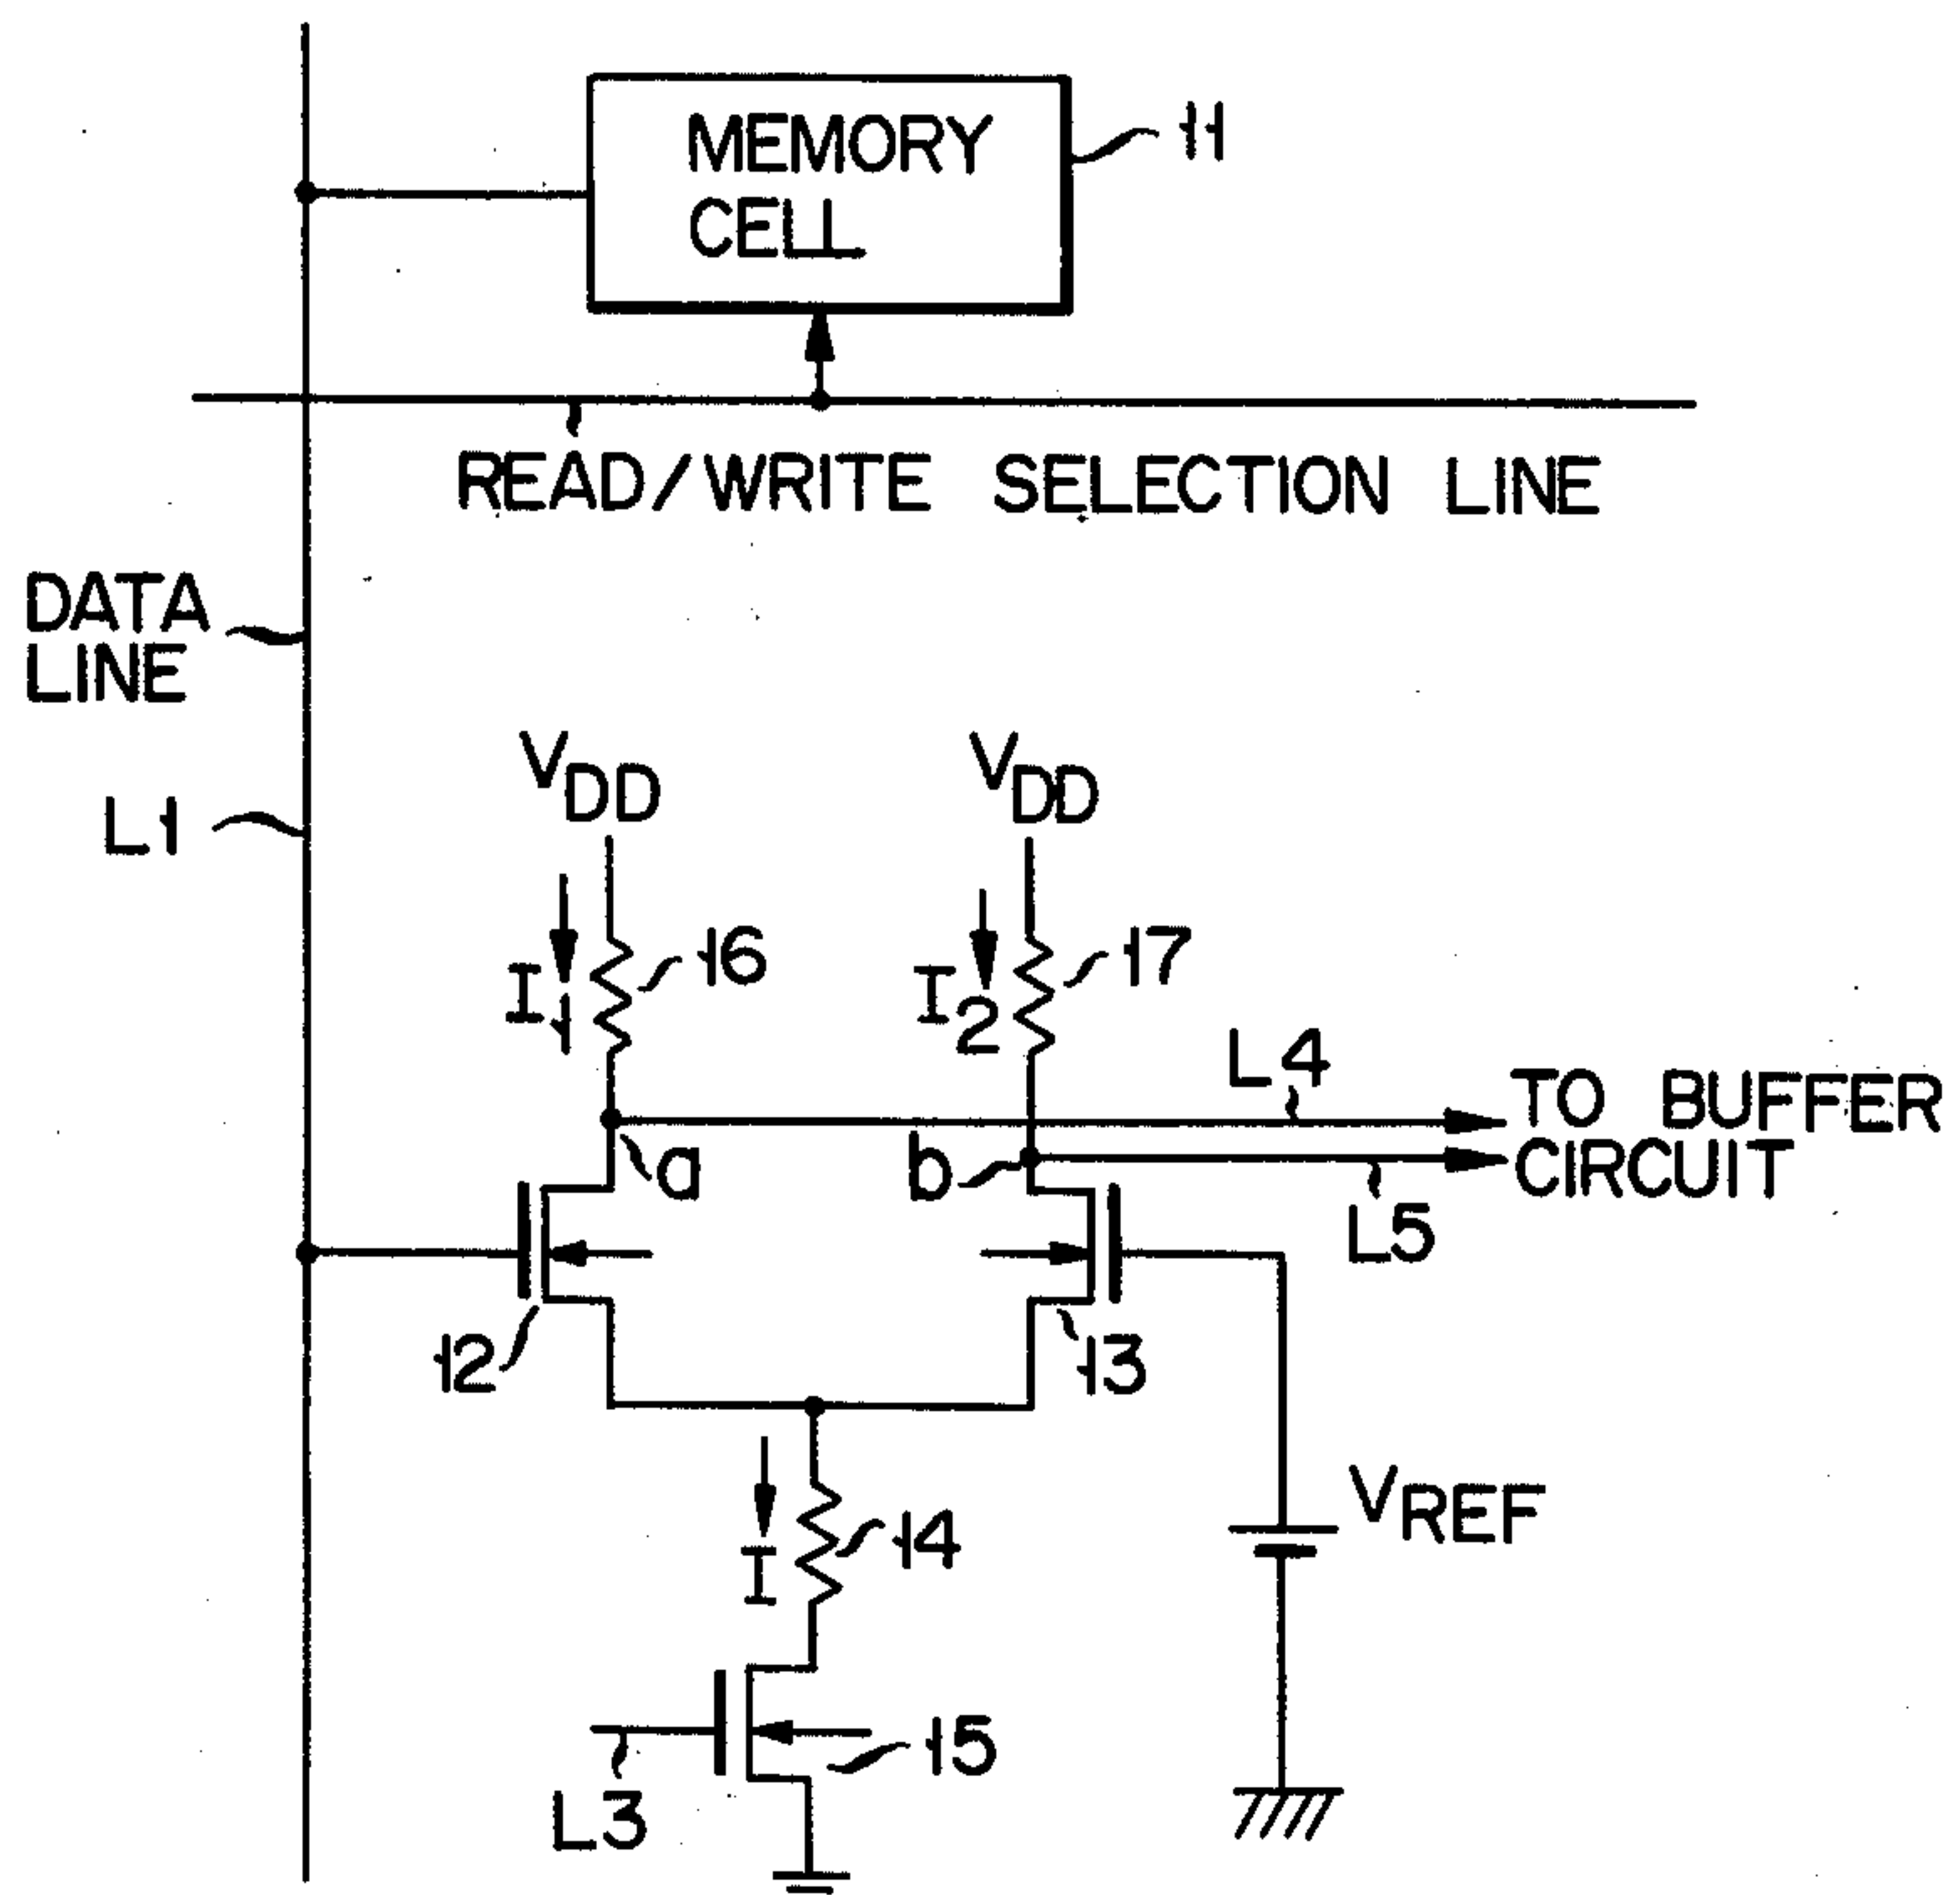 MEMORY
CELL
11
READ/WRITE SELECTION LINE
DATA
LINE
L1
VDD
VDD
I1
16
I2
17
L4
TO BUFFER
CIRCUIT
a
b
L5
12
13
I
14
VREF
L3
15